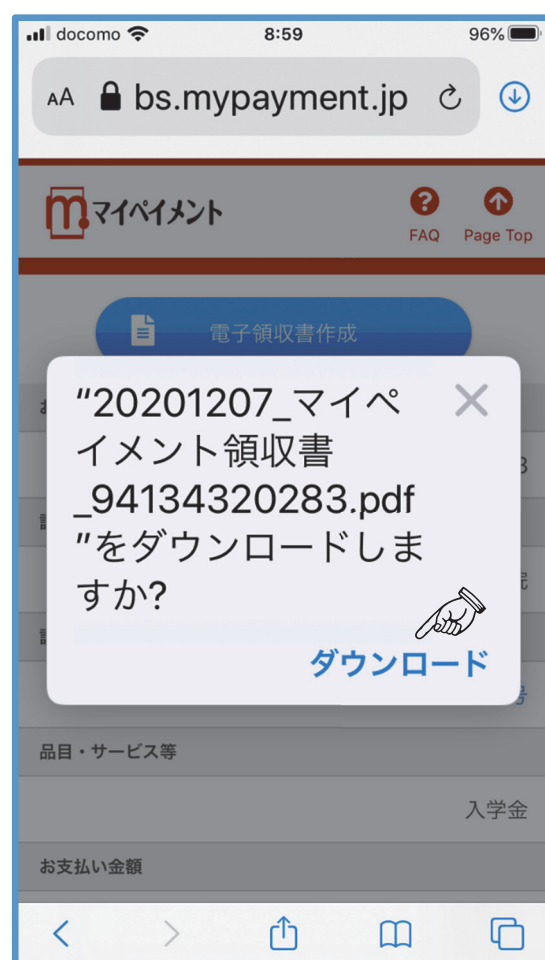 docomo 8:59 96%
AA bs.mypayment.jp
m.マイペイメント
FAQ Page Top
電子領収書作成
"20201207_マイペ
イメント領収書
_94134320283.pdf
"をダウンロードしま
すか?
ダウンロード
品目・サービス等
入学金
お支払い金額